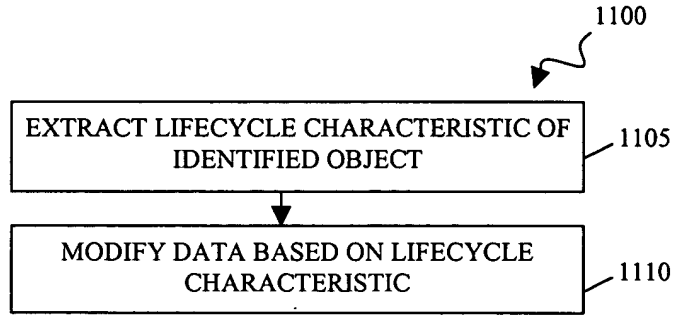 1100
EXTRACT LIFECYCLE CHARACTERISTIC OF
IDENTIFIED OBJECT
1105
MODIFY DATA BASED ON LIFECYCLE
CHARACTERISTIC
1110